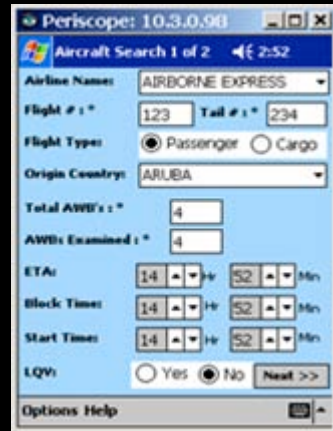 Periscope: 10.3.0.98
Aircraft Search 1 of 2 2:52
Airline Name: AIRBORNE EXPRESS
Flight # : * 123 Tail # : * 234
Flight Type: Passenger Cargo
Origin Country: ARUBA
Total AWB's : * 4
AWBs Examined : * 4
ETA: 14 Hr 52 Min
Block Time: 14 Hr 52 Min
Start Time: 14 Hr 52 Min
LQV: Yes No Next >>
Options Help